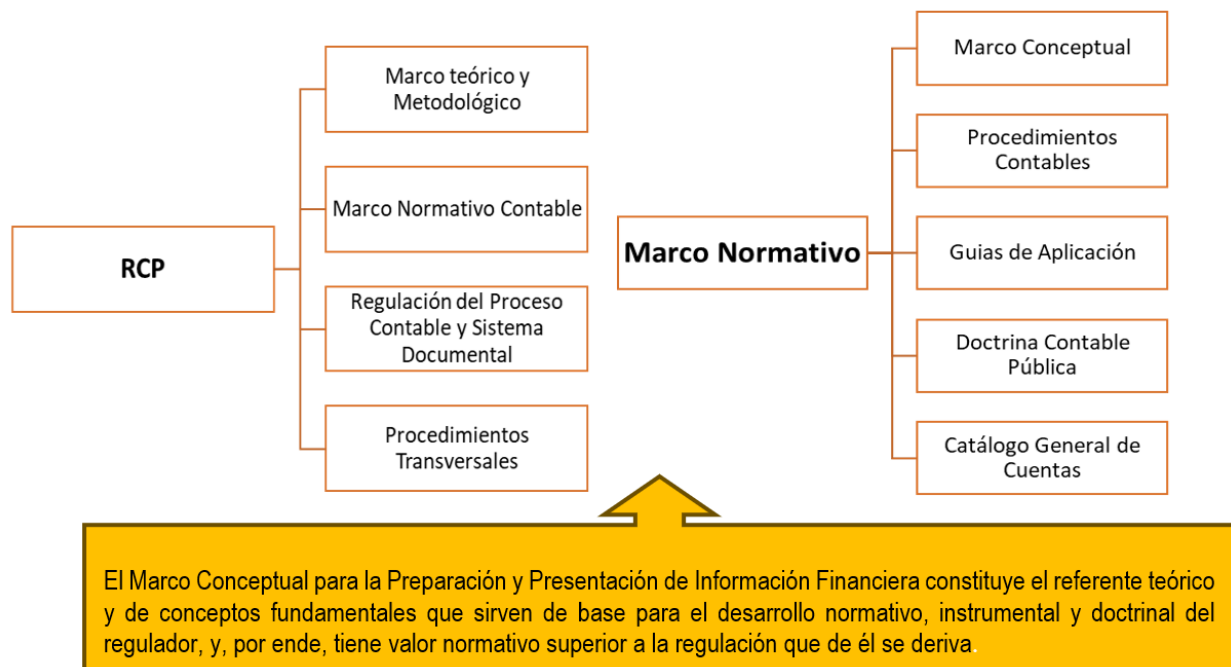 RCP
Marco teórico y
Metodológico
Marco Normativo Contable
Regulación del Proceso
Contable y Sistema
Documental
Procedimientos
Transversales
Marco Normativo
Marco Conceptual
Procedimientos
Contables
Guias de Aplicación
Doctrina Contable
Pública
Catálogo General de
Cuentas
El Marco Conceptual para la Preparación y Presentación de Información Financiera constituye el referente teórico
y de conceptos fundamentales que sirven de base para el desarrollo normativo, instrumental y doctrinal del
regulador, y, por ende, tiene valor normativo superior a la regulación que de él se deriva.